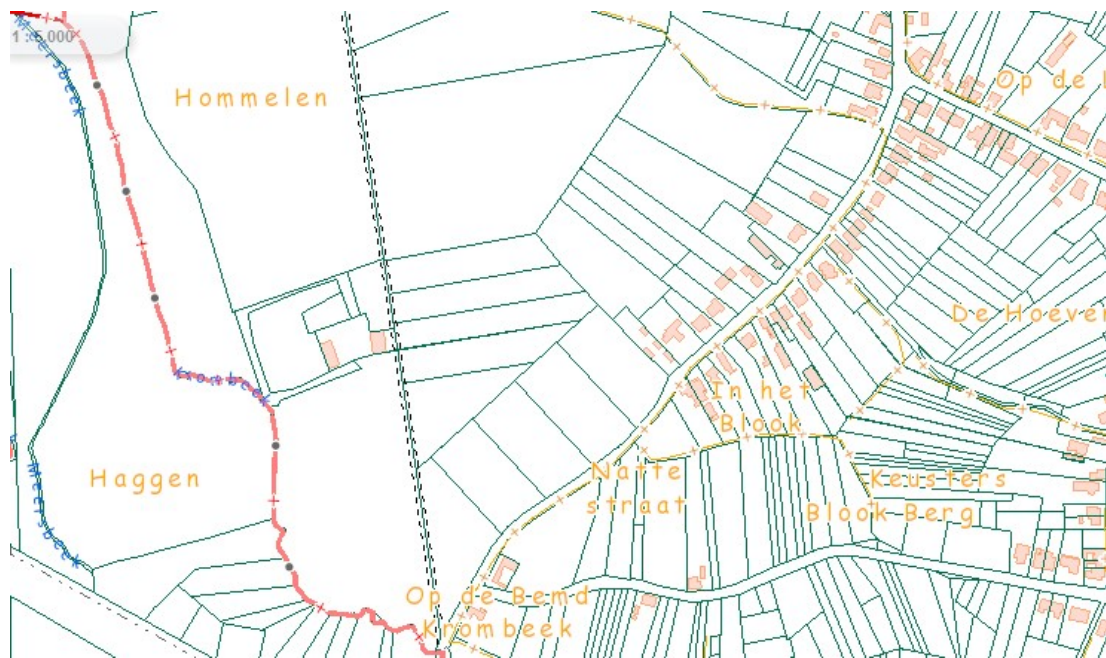 1 : 5.000
Meersbeek
Hommelen
Op de
De Hoeven
Krombeek
In het
Blook
Natte
straat
Haggen
Keusters
Blook Berg
Meersbeek
Op de Bemd
Krombeek